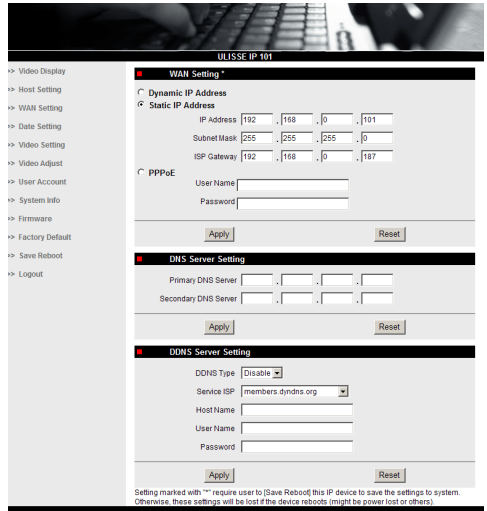 ULISSE IP 101
>> Video Display
>> Host Setting
>> WAN Setting
>> Date Setting
>> Video Setting
>> Video Adjust
>> User Account
>> System Info
>> Firmware
>> Factory Default
>> Save Reboot
>> Logout
WAN Setting *
Dynamic IP Address
Static IP Address
IP Address 192 . 168 . 0 . 101
Subnet Mask 255 . 255 . 255 . 0
ISP Gateway 192 . 168 . 0 . 187
PPPoE
User Name
Password
Apply Reset
DNS Server Setting
Primary DNS Server . . .
Secondary DNS Server . . .
Apply Reset
DDNS Server Setting
DDNS Type Disable
Service ISP members.dyndns.org
Host Name
User Name
Password
Apply Reset
Setting marked with "*" require user to [Save Reboot] this IP device to save the settings to system.
Otherwise, these settings will be lost if the device reboots (might be power lost or others).